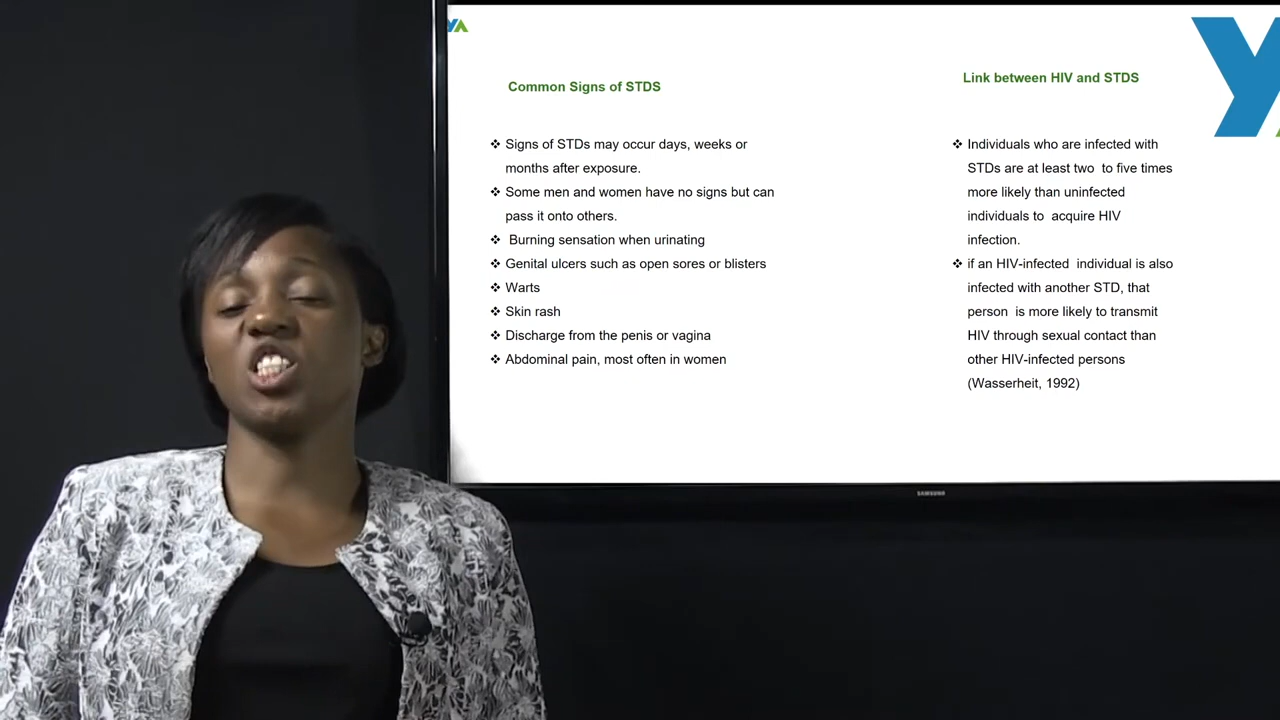 YA
Common Signs of STDS
❖ Signs of STDs may occur days, weeks or
months after exposure.
❖ Some men and women have no signs but can
pass it onto others.
❖ Burning sensation when urinating
❖ Genital ulcers such as open sores or blisters
❖ Warts
❖ Skin rash
❖ Discharge from the penis or vagina
❖ Abdominal pain, most often in women
Link between HIV and STDS
❖ Individuals who are infected with
STDs are at least two to five times
more likely than uninfected
individuals to acquire HIV
infection.
❖ if an HIV-infected individual is also
infected with another STD, that
person is more likely to transmit
HIV through sexual contact than
other HIV-infected persons
(Wasserheit, 1992)
Y
SAMSUNG